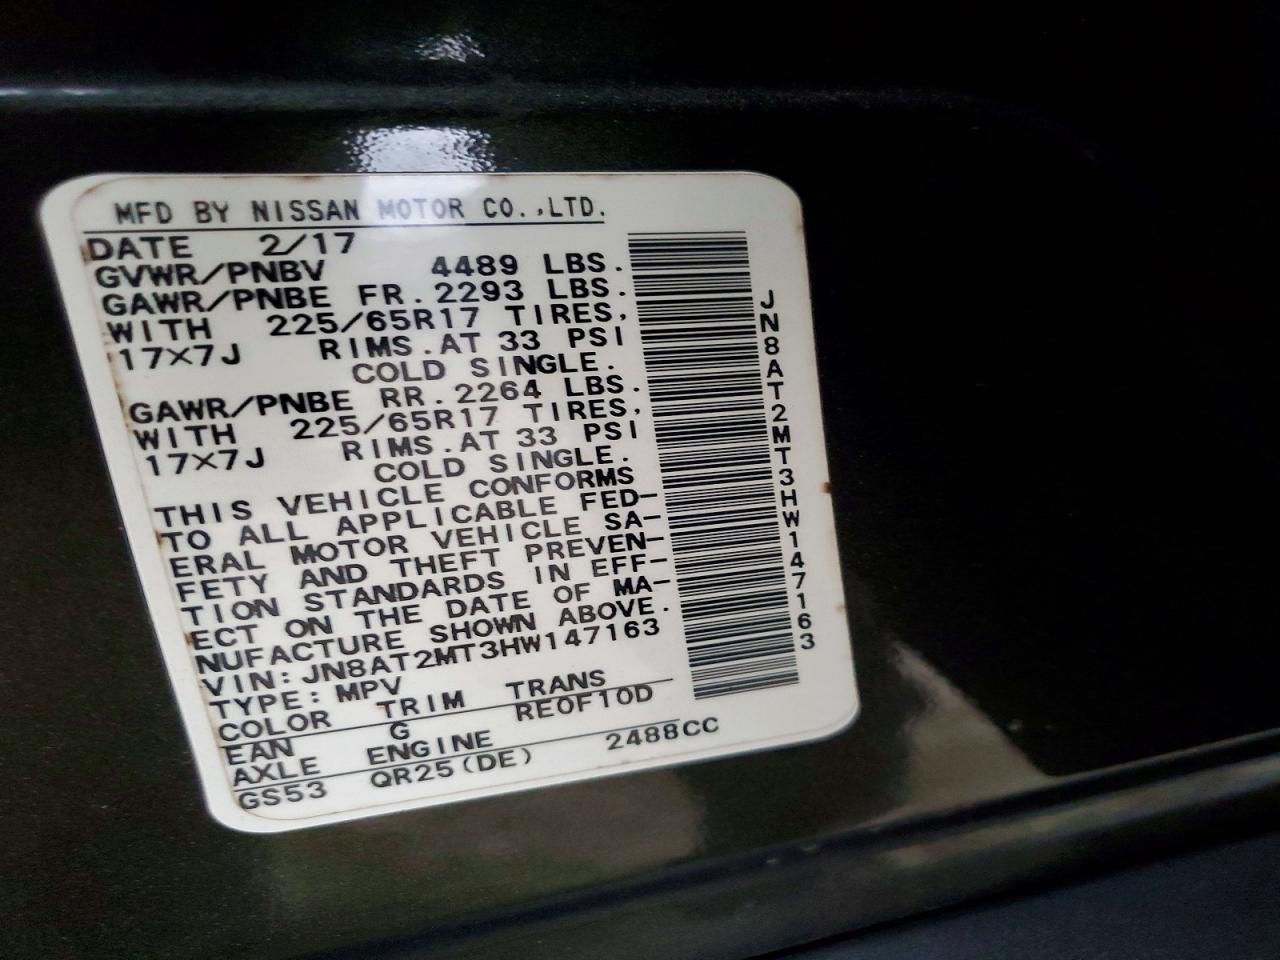 MFD BY NISSAN MOTOR CO.,LTD.
DATE 2/17
GVWR/PNBV 4489 LBS.
GAWR/PNBE FR. 2293 LBS.
WITH 225/65R17 TIRES,
17X7J RIMS.AT 33 PSI
COLD SINGLE.
GAWR/PNBE RR. 2264 LBS.
WITH 225/65R17 TIRES,
17X7J RIMS.AT 33 PSI
COLD SINGLE.
THIS VEHICLE CONFORMS
TO ALL APPLICABLE FED-
ERAL MOTOR VEHICLE SA-
FETY AND THEFT PREVEN-
TION STANDARDS IN EFF-
ECT ON THE DATE OF MA-
NUFACTURE SHOWN ABOVE.
VIN:JN8AT2MT3HW147163
TYPE:MPV
COLOR TRIM TRANS
EAN G RE0F10D
AXLE ENGINE
GS53 QR25(DE) 2488CC
JN8AT2MT3HW147163